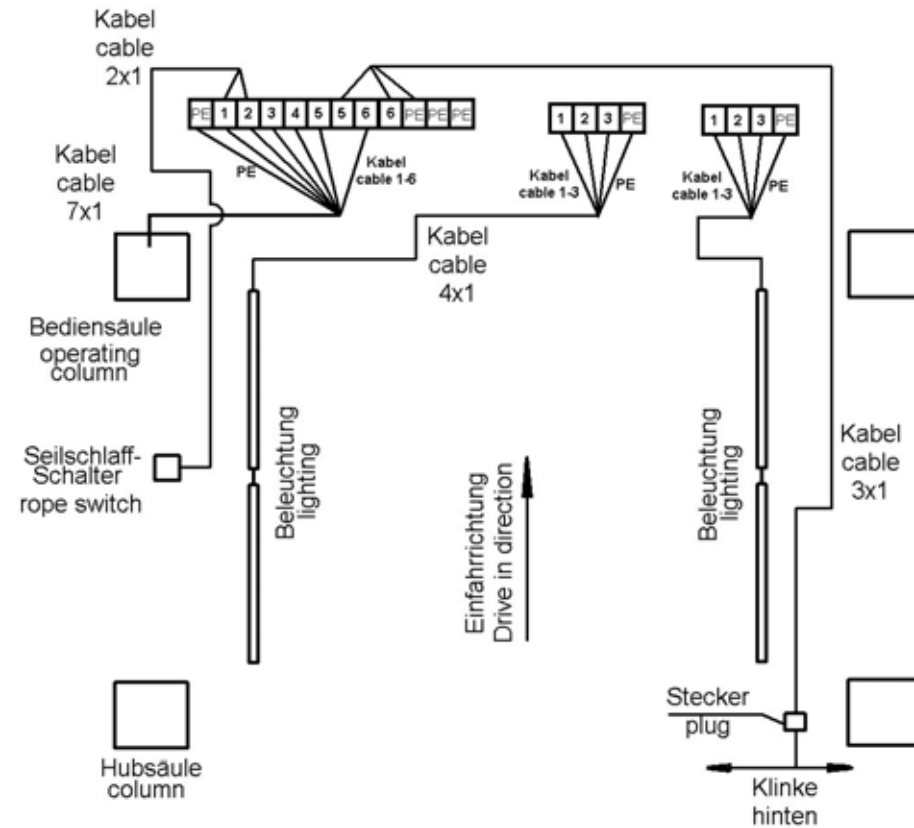 Kabel
cable
2x1
PE 1 2 3 4 5 5 6 6 PE PE PE
1 2 3 PE
1 2 3 PE
Kabel
cable
7x1
PE
Kabel
cable 1-6
Kabel
cable 1-3
PE
Kabel
cable 1-3
PE
Kabel
cable
4x1
Bediensäule
operating
column
Seilschlaff-
Schalter
rope switch
Beleuchtung
lighting
Einfahrrichtung
Drive in direction
Beleuchtung
lighting
Kabel
cable
3x1
Stecker
plug
Hubsäule
column
Klinke
hinten